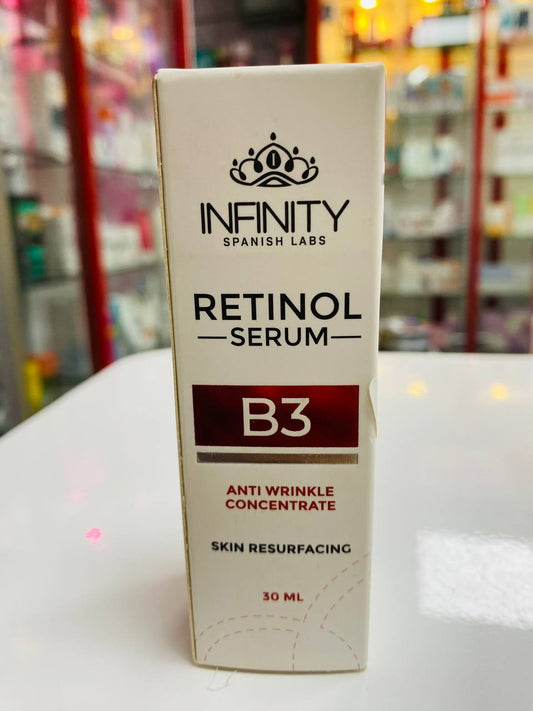 INFINITY
SPANISH LABS
RETINOL
SERUM
B3
ANTI WRINKLE
CONCENTRATE
SKIN RESURFACING
30 ML